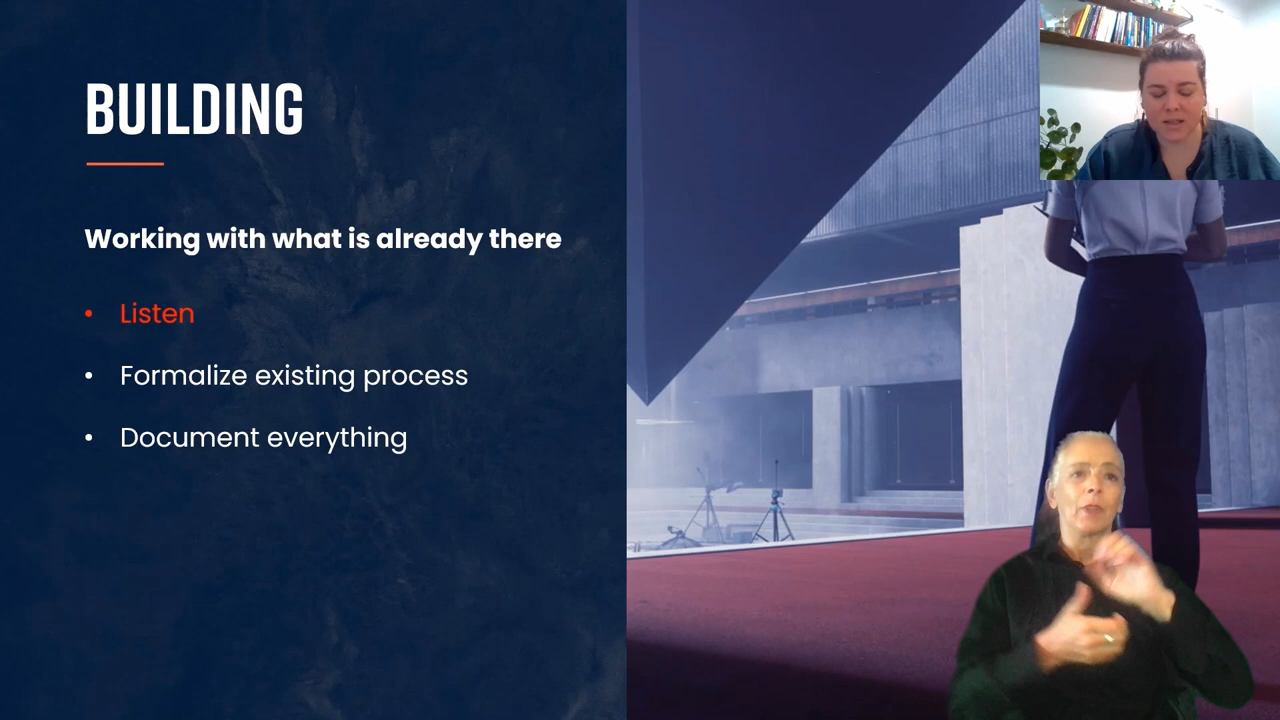 BUILDING
Working with what is already there
• Listen
• Formalize existing process
• Document everything